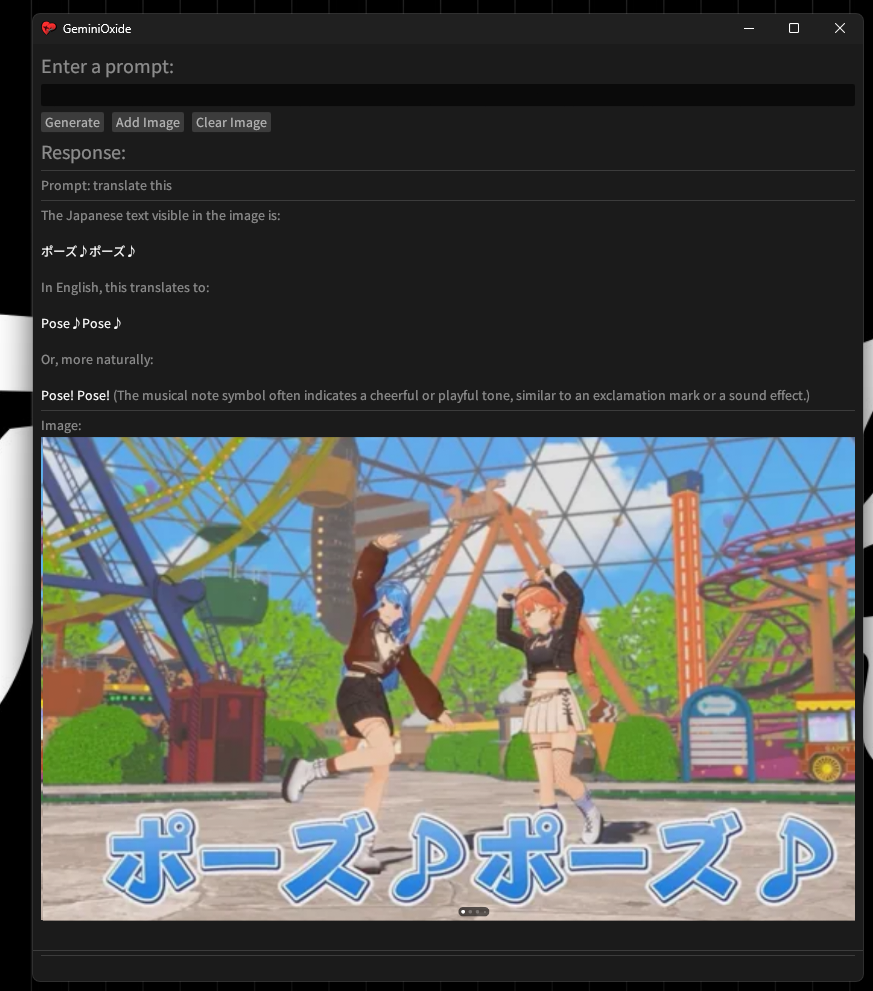 GeminiOxide
Enter a prompt:
Generate Add Image Clear Image
Response:
Prompt: translate this
The Japanese text visible in the image is:
ポーズ♪ポーズ♪
In English, this translates to:
Pose♪Pose♪
Or, more naturally:
Pose! Pose! (The musical note symbol often indicates a cheerful or playful tone, similar to an exclamation mark or a sound effect.)
Image:
HAPPY
ポーズ♪ポーズ♪